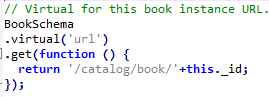 // Virtual for this book instance URL.
BookSchema
.virtual('url')
.get(function () {
  return '/catalog/book/'+this._id;
});